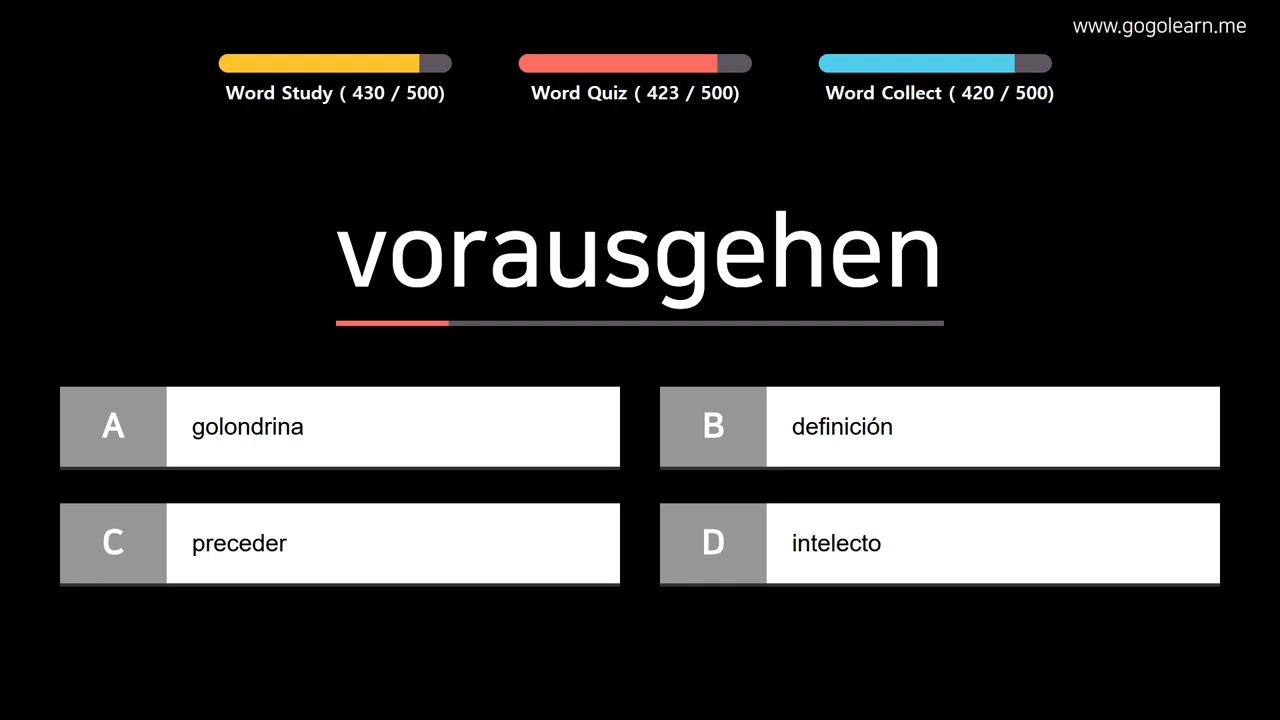 www.gogolearn.me
Word Study ( 430 / 500)
Word Quiz ( 423 / 500)
Word Collect ( 420 / 500)
vorausgehen
A golondrina
B definición
C preceder
D intelecto